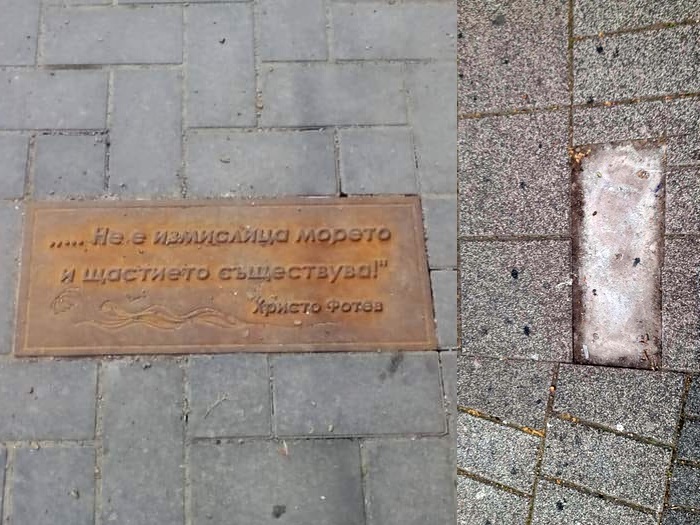 „.... Не е измислица морето
и щастието съществува!"
Христо Фотев